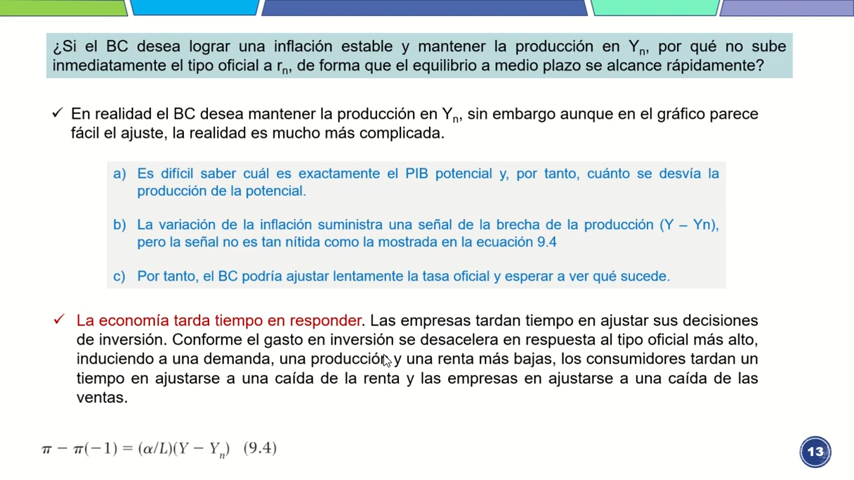 ¿Si el BC desea lograr una inflación estable y mantener la producción en Yn, por qué no sube
inmediatamente el tipo oficial a rn, de forma que el equilibrio a medio plazo se alcance rápidamente?
✓ En realidad el BC desea mantener la producción en Yn, sin embargo aunque en el gráfico parece
fácil el ajuste, la realidad es mucho más complicada.
a) Es difícil saber cuál es exactamente el PIB potencial y, por tanto, cuánto se desvía la
producción de la potencial.
b) La variación de la inflación suministra una señal de la brecha de la producción (Y – Yn),
pero la señal no es tan nítida como la mostrada en la ecuación 9.4
c) Por tanto, el BC podría ajustar lentamente la tasa oficial y esperar a ver qué sucede.
✓ La economía tarda tiempo en responder. Las empresas tardan tiempo en ajustar sus decisiones
de inversión. Conforme el gasto en inversión se desacelera en respuesta al tipo oficial más alto,
induciendo a una demanda, una producción y una renta más bajas, los consumidores tardan un
tiempo en ajustarse a una caída de la renta y las empresas en ajustarse a una caída de las
ventas.
π − π(−1) = (α/L)(Y − Yn) (9.4)
13